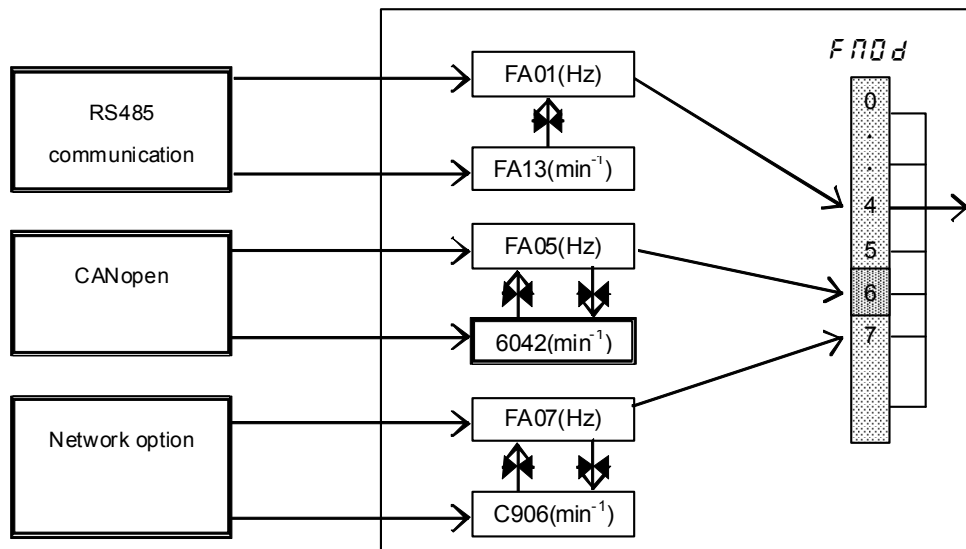 RS485
communication
CANopen
Network option
FA01(Hz)
FA13(min⁻¹)
FA05(Hz)
6042(min⁻¹)
FA07(Hz)
C906(min⁻¹)
FMOd
0
.
.
4
5
6
7